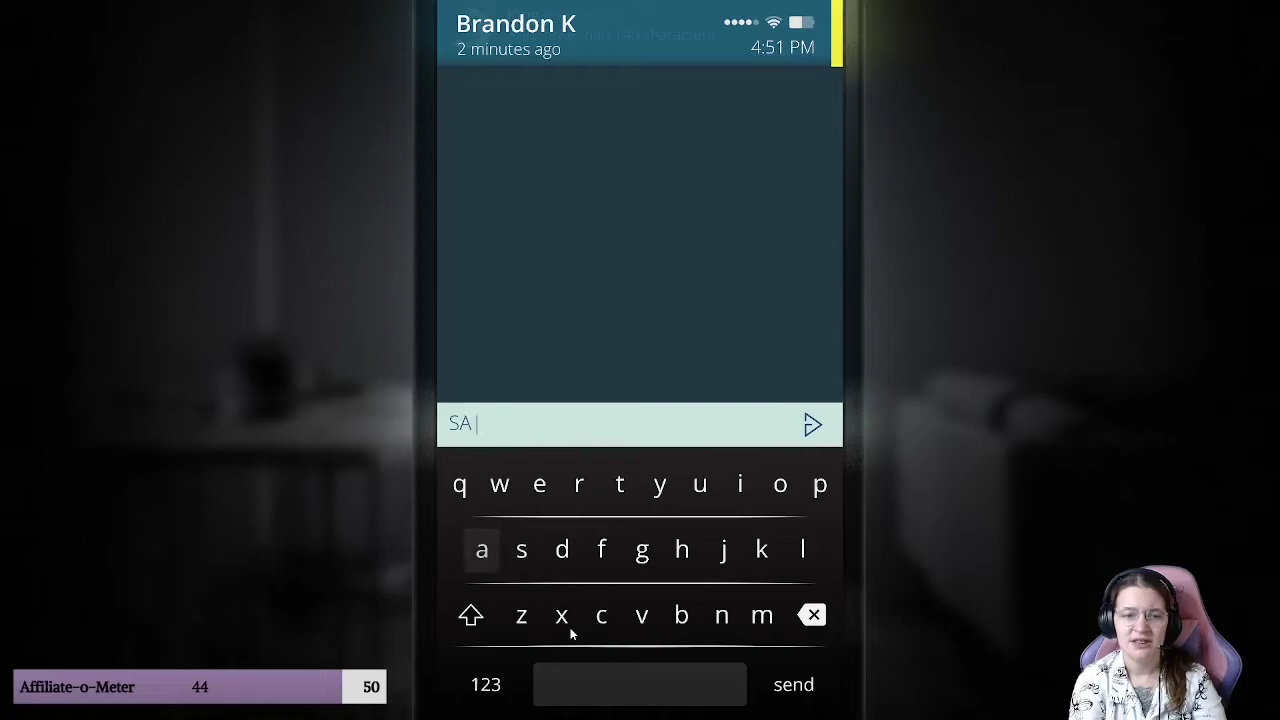 Brandon K
2 minutes ago
4:51 PM
SA
q w e r t y u i o p
a s d f g h j k l
z x c v b n m
123 send
Affiliate-o-Meter 44 50